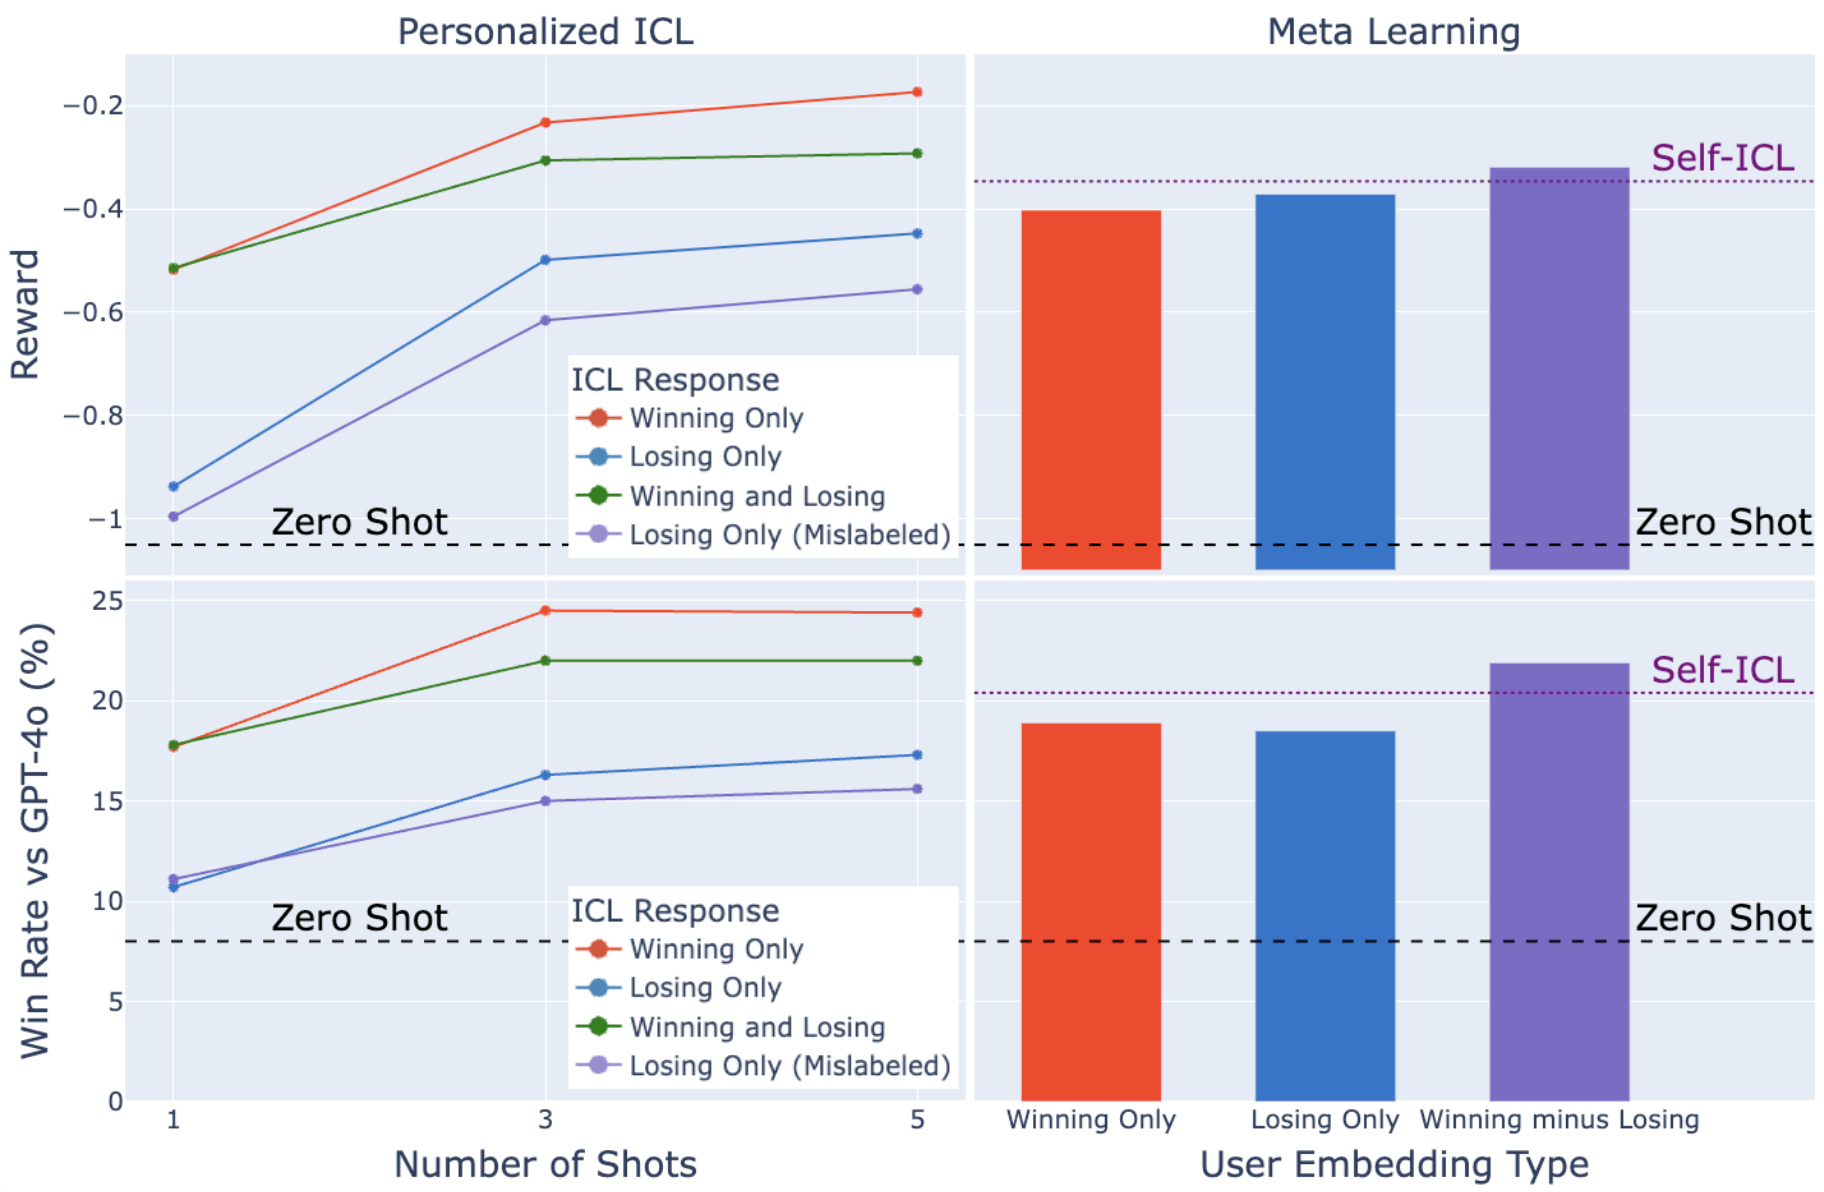 Personalized ICL
Meta Learning
Reward
−0.2
−0.4
−0.6
−0.8
−1
Zero Shot
ICL Response
Winning Only
Losing Only
Winning and Losing
Losing Only (Mislabeled)
Self-ICL
Zero Shot
Win Rate vs GPT-4o (%)
25
20
15
10
5
0
Zero Shot
ICL Response
Winning Only
Losing Only
Winning and Losing
Losing Only (Mislabeled)
Self-ICL
Zero Shot
1
3
5
Number of Shots
Winning Only
Losing Only
Winning minus Losing
User Embedding Type